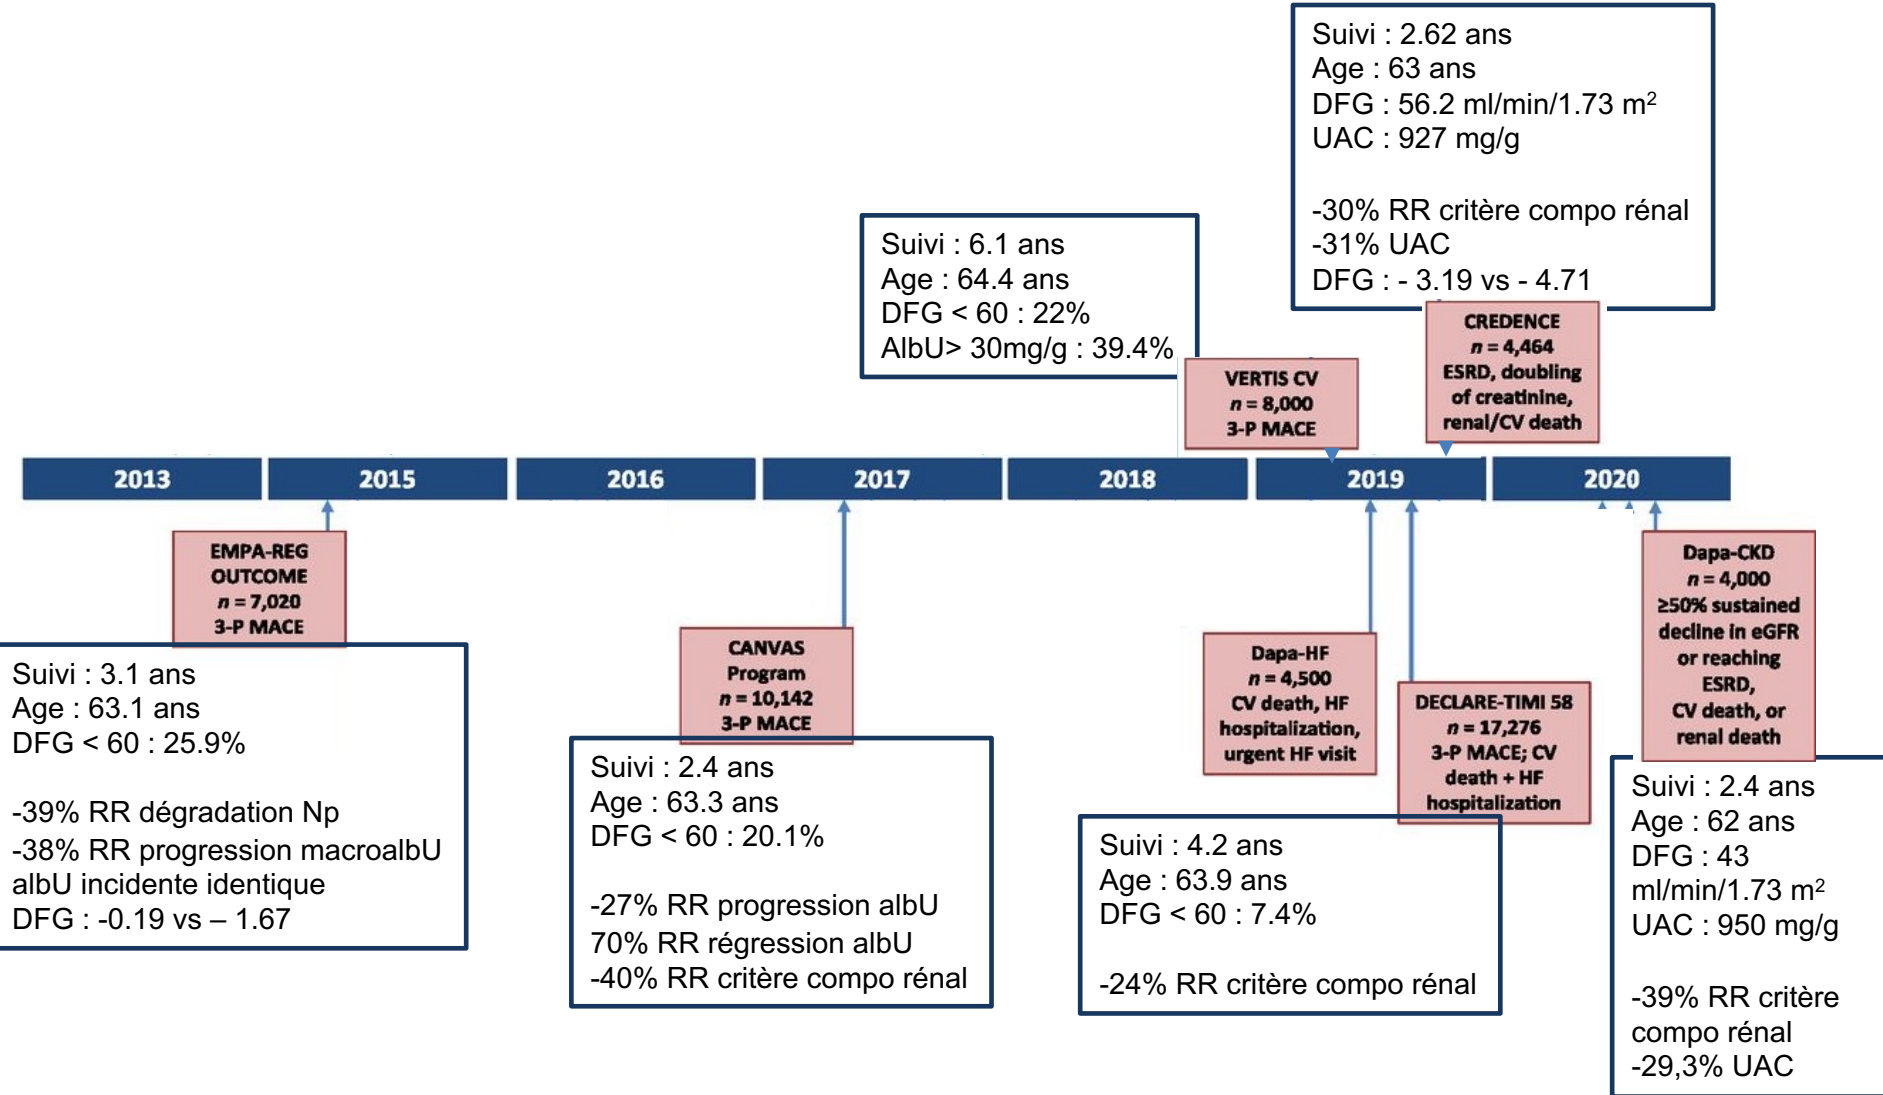 Suivi : 2.62 ans
Age : 63 ans
DFG : 56.2 ml/min/1.73 m²
UAC : 927 mg/g
-30% RR critère compo rénal
-31% UAC
DFG : - 3.19 vs - 4.71
Suivi : 6.1 ans
Age : 64.4 ans
DFG < 60 : 22%
AlbU> 30mg/g : 39.4%
CREDENCE
n = 4,464
ESRD, doubling
of creatinine,
renal/CV death
VERTIS CV
n = 8,000
3-P MACE
2013
2015
2016
2017
2018
2019
2020
EMPA-REG
OUTCOME
n = 7,020
3-P MACE
Suivi : 3.1 ans
Age : 63.1 ans
DFG < 60 : 25.9%
-39% RR dégradation Np
-38% RR progression macroalbU
albU incidente identique
DFG : -0.19 vs – 1.67
CANVAS
Program
n = 10,142
3-P MACE
Suivi : 2.4 ans
Age : 63.3 ans
DFG < 60 : 20.1%
-27% RR progression albU
70% RR régression albU
-40% RR critère compo rénal
Dapa-HF
n = 4,500
CV death, HF
hospitalization,
urgent HF visit
DECLARE-TIMI 58
n = 17,276
3-P MACE; CV
death + HF
hospitalization
Suivi : 4.2 ans
Age : 63.9 ans
DFG < 60 : 7.4%
-24% RR critère compo rénal
Dapa-CKD
n = 4,000
≥50% sustained
decline in eGFR
or reaching
ESRD,
CV death, or
renal death
Suivi : 2.4 ans
Age : 62 ans
DFG : 43
ml/min/1.73 m²
UAC : 950 mg/g
-39% RR critère
compo rénal
-29,3% UAC